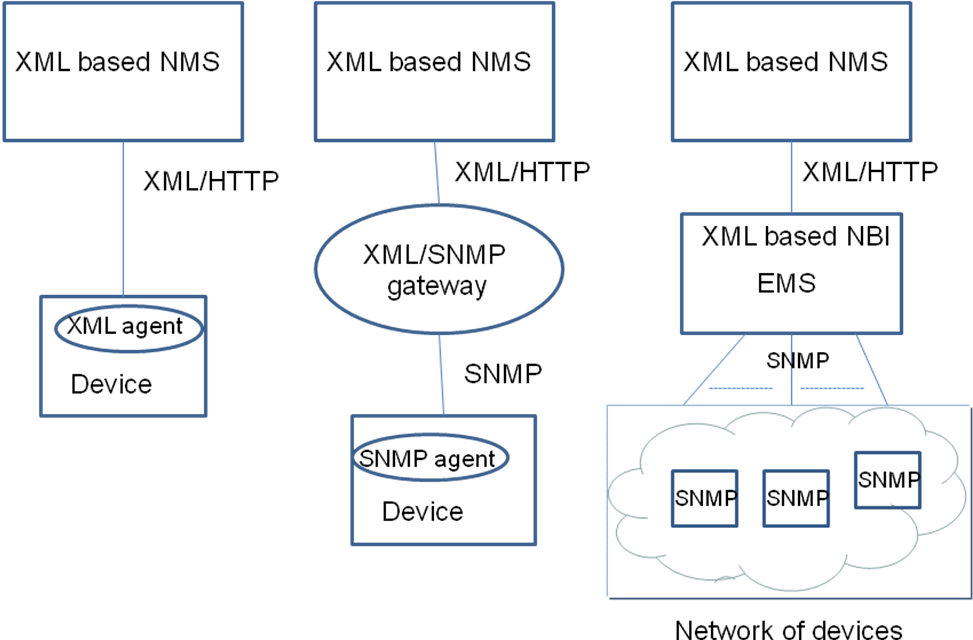 XML based NMS
XML/HTTP
XML agent
Device
XML based NMS
XML/HTTP
XML/SNMP
gateway
SNMP
SNMP agent
Device
XML based NMS
XML/HTTP
XML based NBI
EMS
SNMP
SNMP
SNMP
SNMP
Network of devices